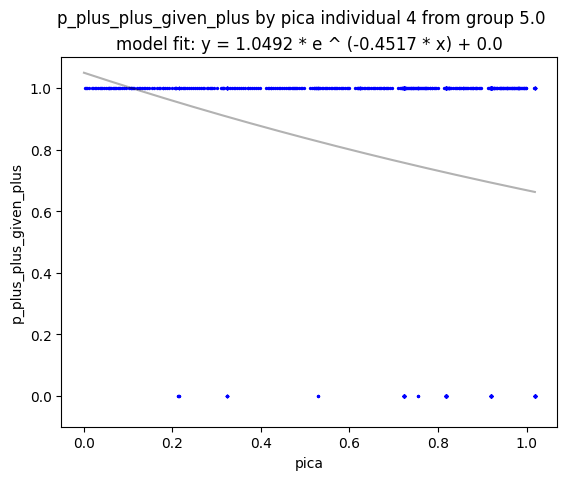 p_plus_plus_given_plus by pica individual 4 from group 5.0
model fit: y = 1.0492 * e ^ (-0.4517 * x) + 0.0
1.0
0.8
0.6
0.4
0.2
0.0
p_plus_plus_given_plus
0.0 0.2 0.4 0.6 0.8 1.0
pica